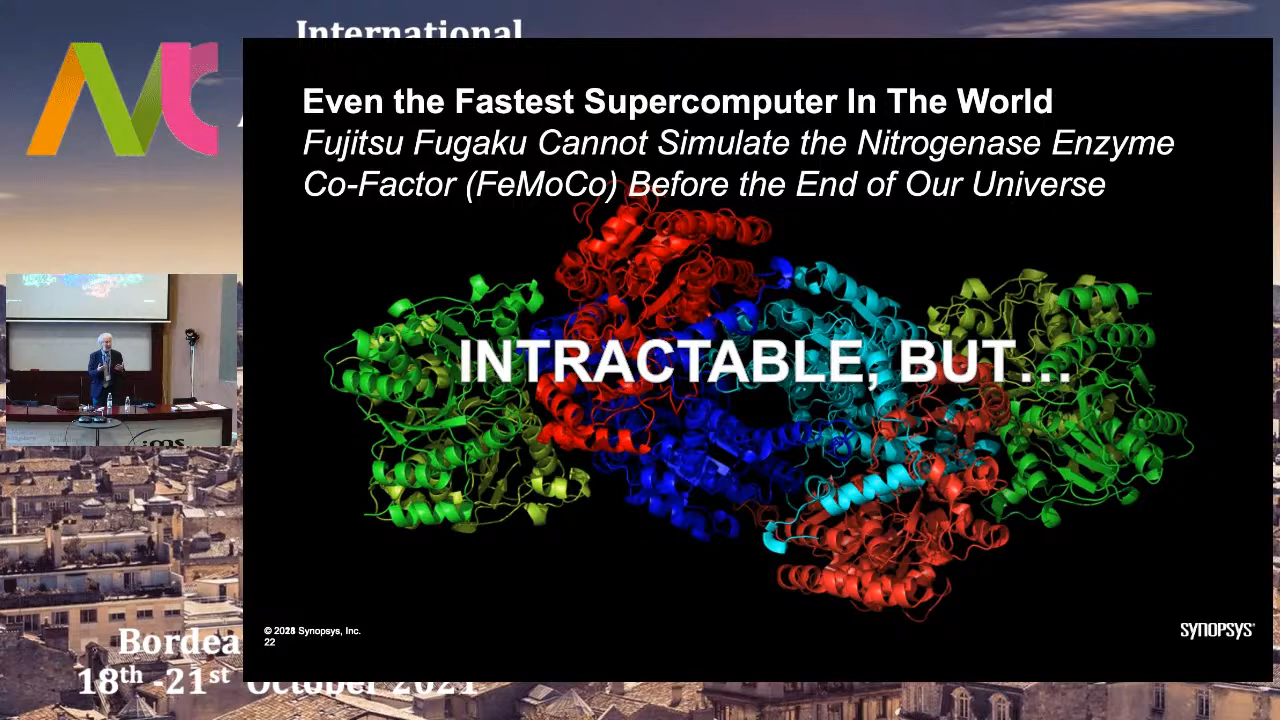 International
Even the Fastest Supercomputer In The World
Fujitsu Fugaku Cannot Simulate the Nitrogenase Enzyme
Co-Factor (FeMoCo) Before the End of Our Universe
INTRACTABLE, BUT…
ims
Synopsys, Inc.
22
SYNOPSYS
Bordea
18th -21st October 2021